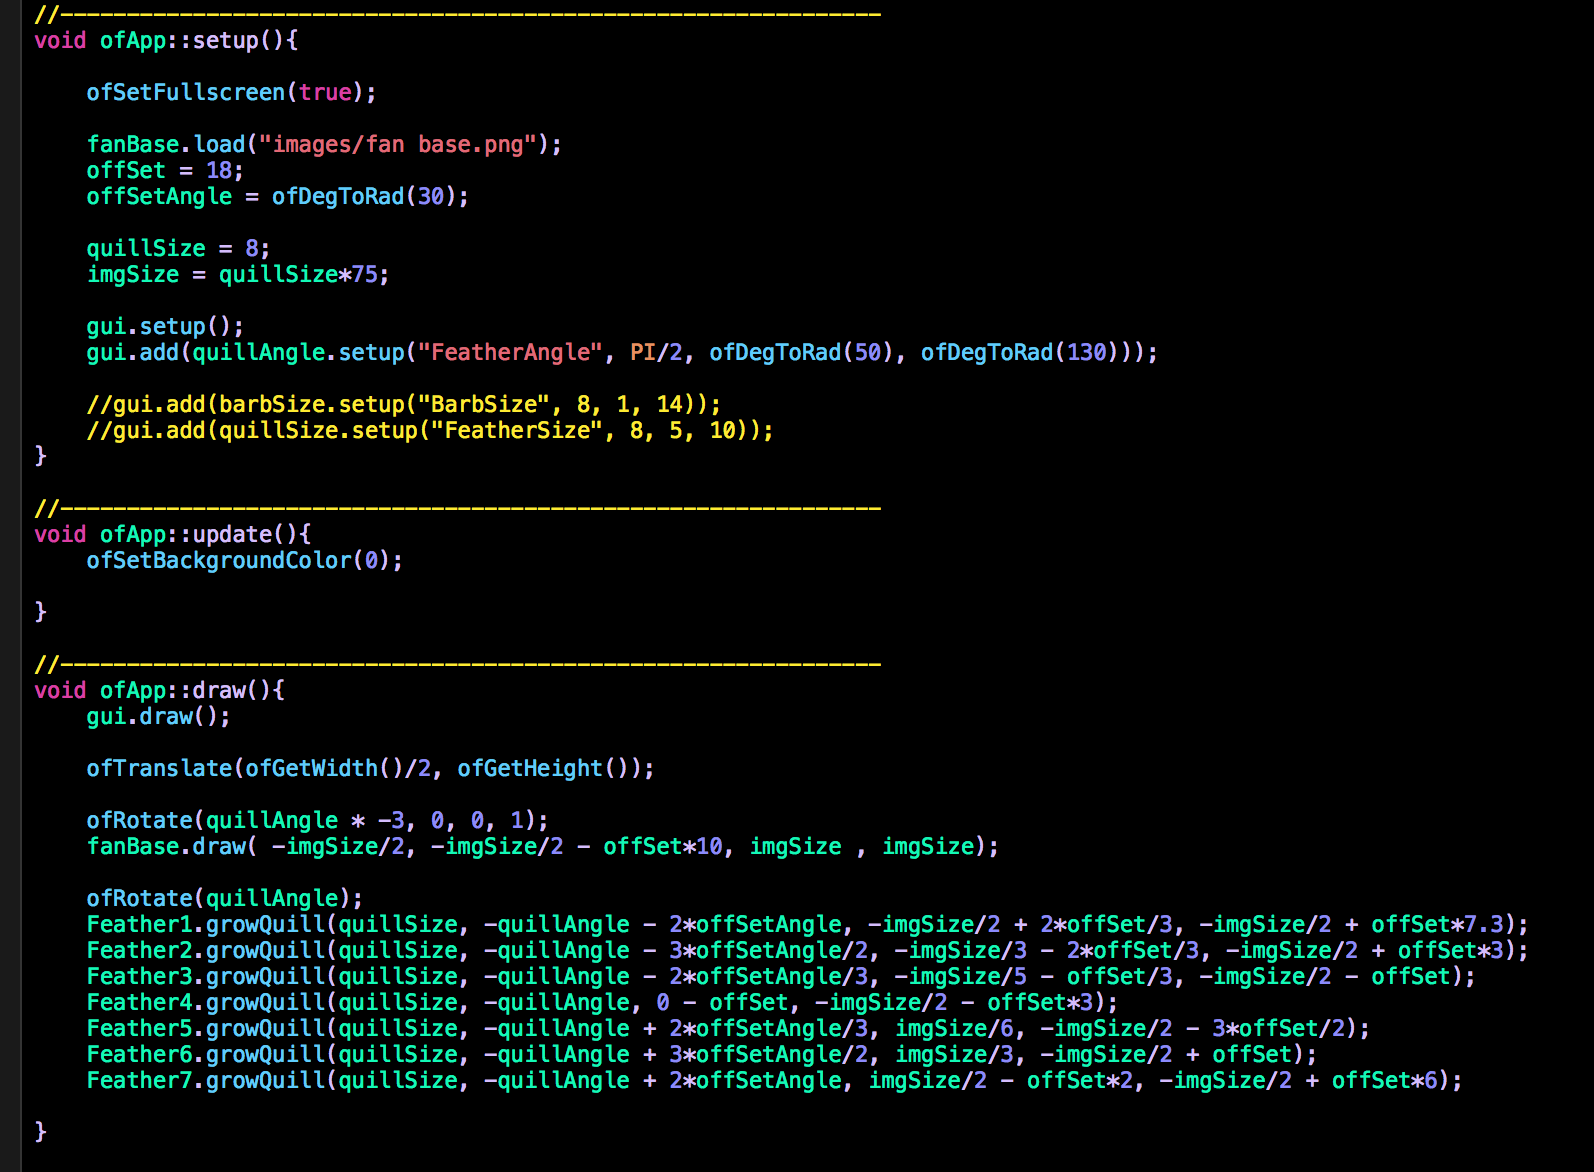 //--------------------------------------------------------------
void ofApp::setup(){
    ofSetFullscreen(true);
    fanBase.load("images/fan base.png");
    offSet = 18;
    offSetAngle = ofDegToRad(30);
    quillSize = 8;
    imgSize = quillSize*75;
    gui.setup();
    gui.add(quillAngle.setup("FeatherAngle", PI/2, ofDegToRad(50), ofDegToRad(130)));
    //gui.add(barbSize.setup("BarbSize", 8, 1, 14));
    //gui.add(quillSize.setup("FeatherSize", 8, 5, 10));
}
//--------------------------------------------------------------
void ofApp::update(){
    ofSetBackgroundColor(0);
}
//--------------------------------------------------------------
void ofApp::draw(){
    gui.draw();
    ofTranslate(ofGetWidth()/2, ofGetHeight());
    ofRotate(quillAngle * -3, 0, 0, 1);
    fanBase.draw( -imgSize/2, -imgSize/2 - offSet*10, imgSize , imgSize);
    ofRotate(quillAngle);
    Feather1.growQuill(quillSize, -quillAngle - 2*offSetAngle, -imgSize/2 + 2*offSet/3, -imgSize/2 + offSet*7.3);
    Feather2.growQuill(quillSize, -quillAngle - 3*offSetAngle/2, -imgSize/3 - 2*offSet/3, -imgSize/2 + offSet*3);
    Feather3.growQuill(quillSize, -quillAngle - 2*offSetAngle/3, -imgSize/5 - offSet/3, -imgSize/2 - offSet);
    Feather4.growQuill(quillSize, -quillAngle, 0 - offSet, -imgSize/2 - offSet*3);
    Feather5.growQuill(quillSize, -quillAngle + 2*offSetAngle/3, imgSize/6, -imgSize/2 - 3*offSet/2);
    Feather6.growQuill(quillSize, -quillAngle + 3*offSetAngle/2, imgSize/3, -imgSize/2 + offSet);
    Feather7.growQuill(quillSize, -quillAngle + 2*offSetAngle, imgSize/2 - offSet*2, -imgSize/2 + offSet*6);
}